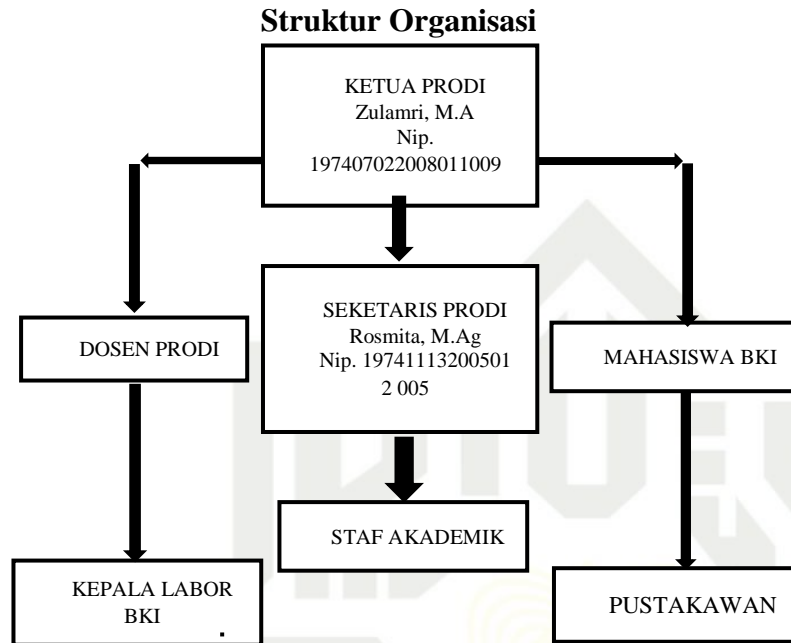 Struktur Organisasi
KETUA PRODI
Zulamri, M.A
Nip.
197407022008011009
SEKETARIS PRODI
Rosmita, M.Ag
Nip. 19741113200501
2 005
DOSEN PRODI
MAHASISWA BKI
STAF AKADEMIK
KEPALA LABOR
BKI
PUSTAKAWAN